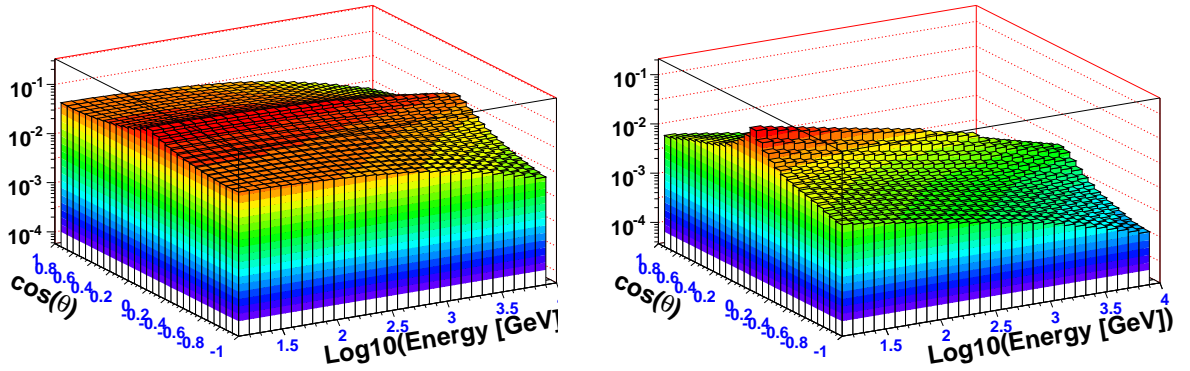 10⁻¹
10⁻²
10⁻³
10⁻⁴
1 0.8 0.6 0.4 0.2 0 -0.2 -0.4 -0.6 -0.8 -1
cos(θ)
1.5 2 2.5 3 3.5
Log10(Energy [GeV]
10⁻¹
10⁻²
10⁻³
10⁻⁴
1 0.8 0.6 0.4 0.2 0 -0.2 -0.4 -0.6 -0.8 -1
cos(θ)
1.5 2 2.5 3 3.5 4
Log10(Energy [GeV])